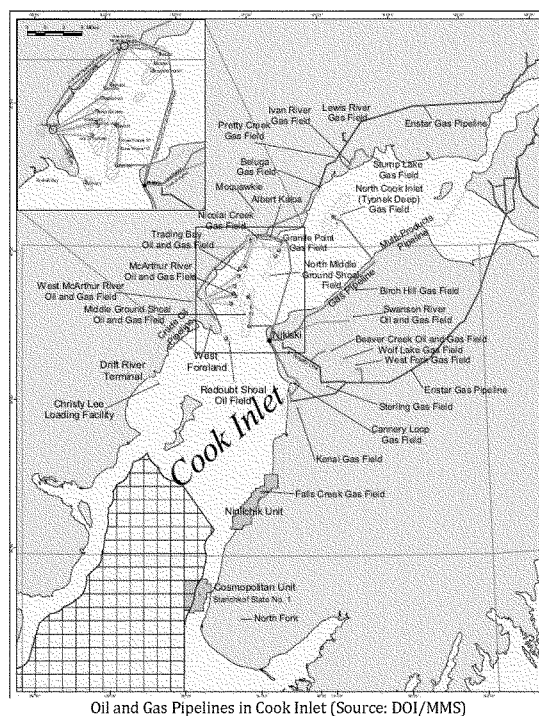 Lewis River
Gas Field
Ivan River
Gas Field
Enstar Gas Pipeline
Pretty Creek
Gas Field
Stump Lake
Gas Field
Beluga
Gas Field
North Cook Inlet
(Tyonek Deep)
Gas Field
Moquawkie
Albert Kaloa
Nicolai Creek
Gas Field
Multi-Products
Pipeline
Trading Bay
Oil and Gas Field
Granite Point
Gas Field
McArthur River
Oil and Gas Field
North Middle
Ground Shoal
Field
Gas Pipeline
West McArthur River
Oil and Gas Field
Birch Hill Gas Field
Middle Ground Shoal
Oil and Gas Field
Swanson River
Oil and Gas Field
Crude Oil
Pipeline
Nikiski
Beaver Creek Oil and Gas Field
Wolf Lake Gas Field
West Fork Gas Field
West
Foreland
Drift River
Terminal
Redoubt Shoal
Oil Field
Enstar Gas Pipeline
Christy Lee
Loading Facility
Sterling Gas Field
Cannery Loop
Gas Field
Cook Inlet
Kenai Gas Field
Falls Creek Gas Field
Ninilchik Unit
Cosmopolitan Unit
Starichkof State No. 1
North Fork
Oil and Gas Pipelines in Cook Inlet (Source: DOI/MMS)